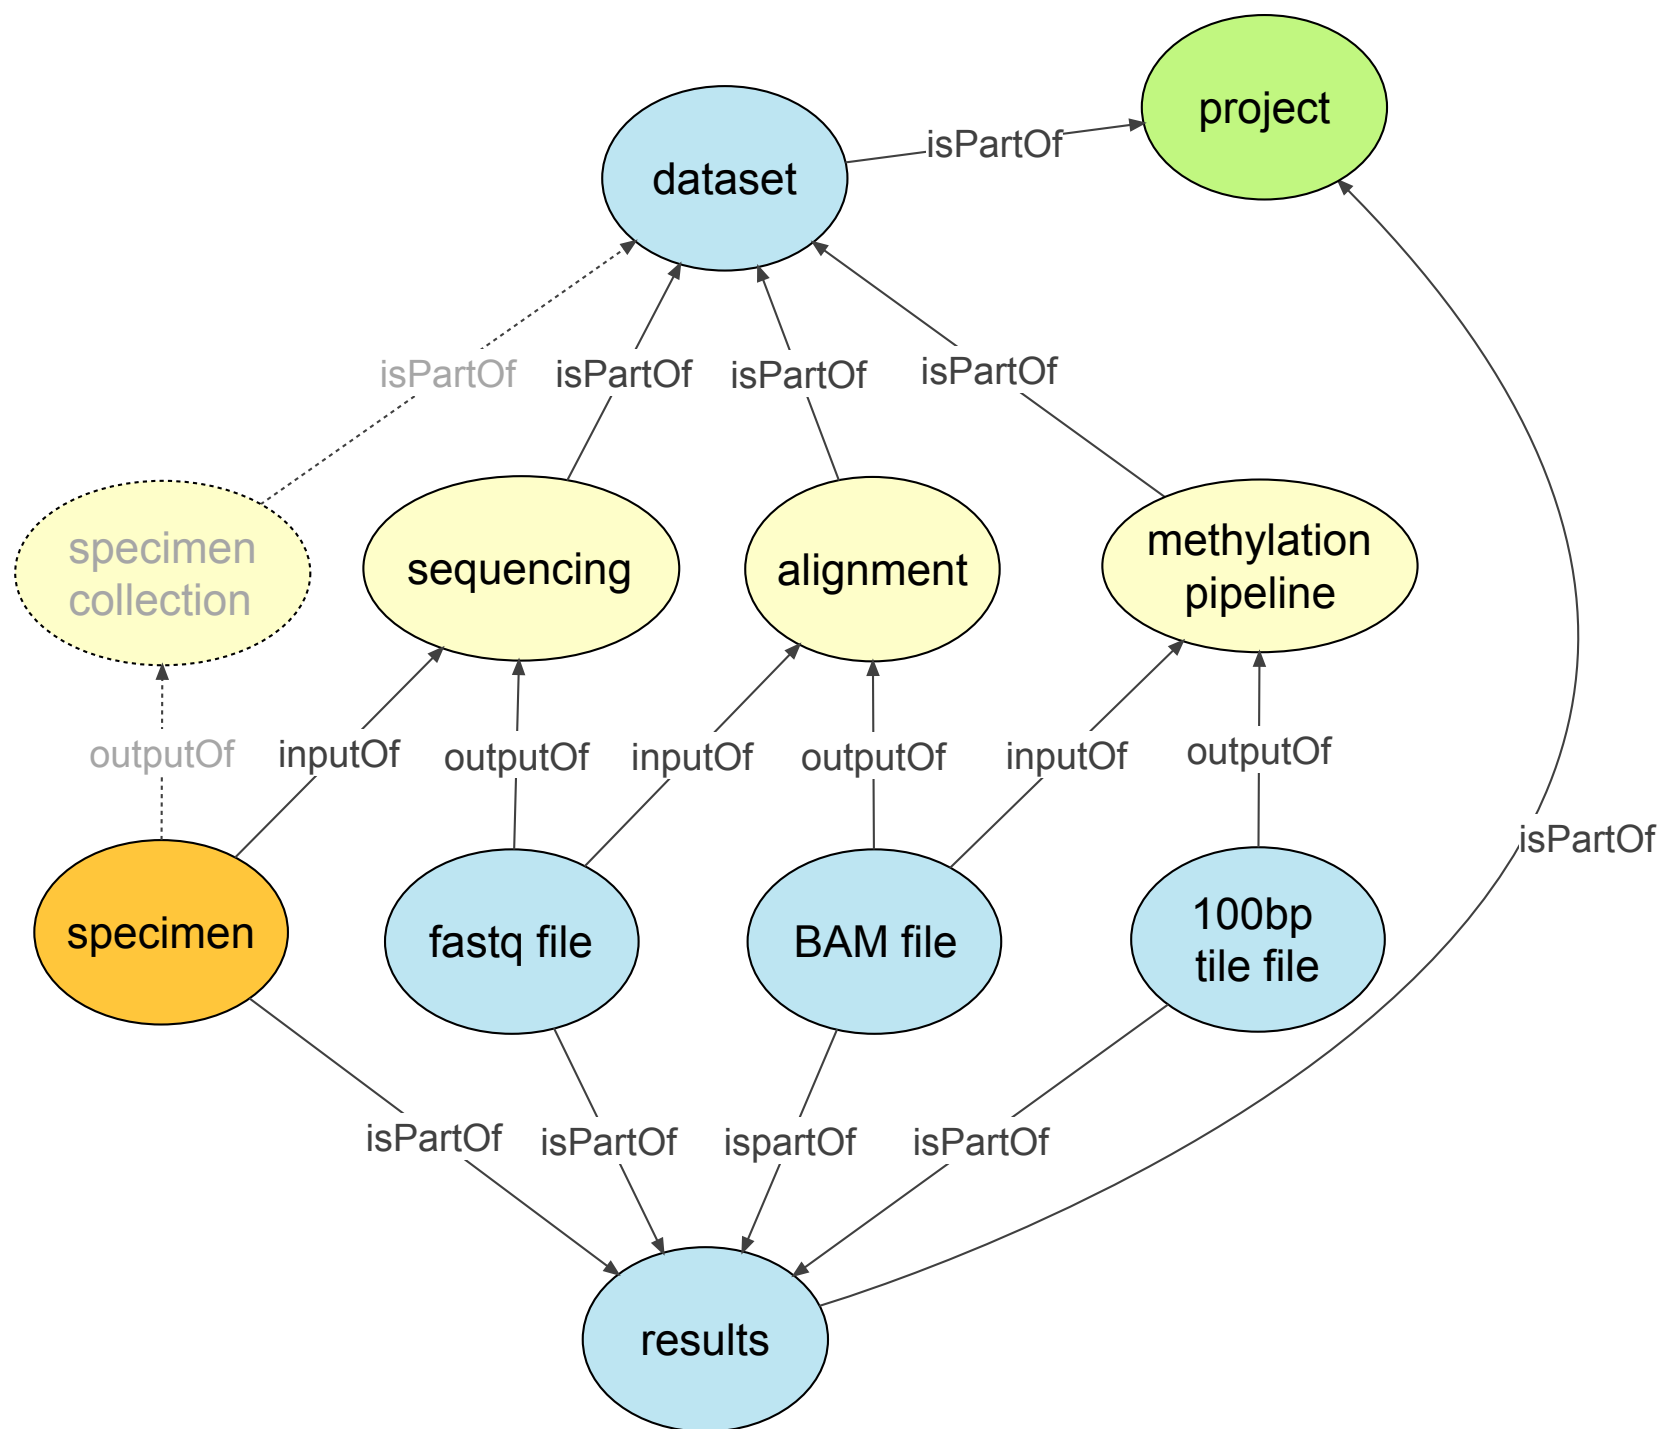 project
isPartOf
dataset
isPartOf
isPartOf
isPartOf
isPartOf
specimen
collection
sequencing
alignment
methylation
pipeline
outputOf
inputOf
outputOf
inputOf
outputOf
inputOf
outputOf
isPartOf
specimen
fastq file
BAM file
100bp
tile file
isPartOf
isPartOf
ispartOf
isPartOf
results